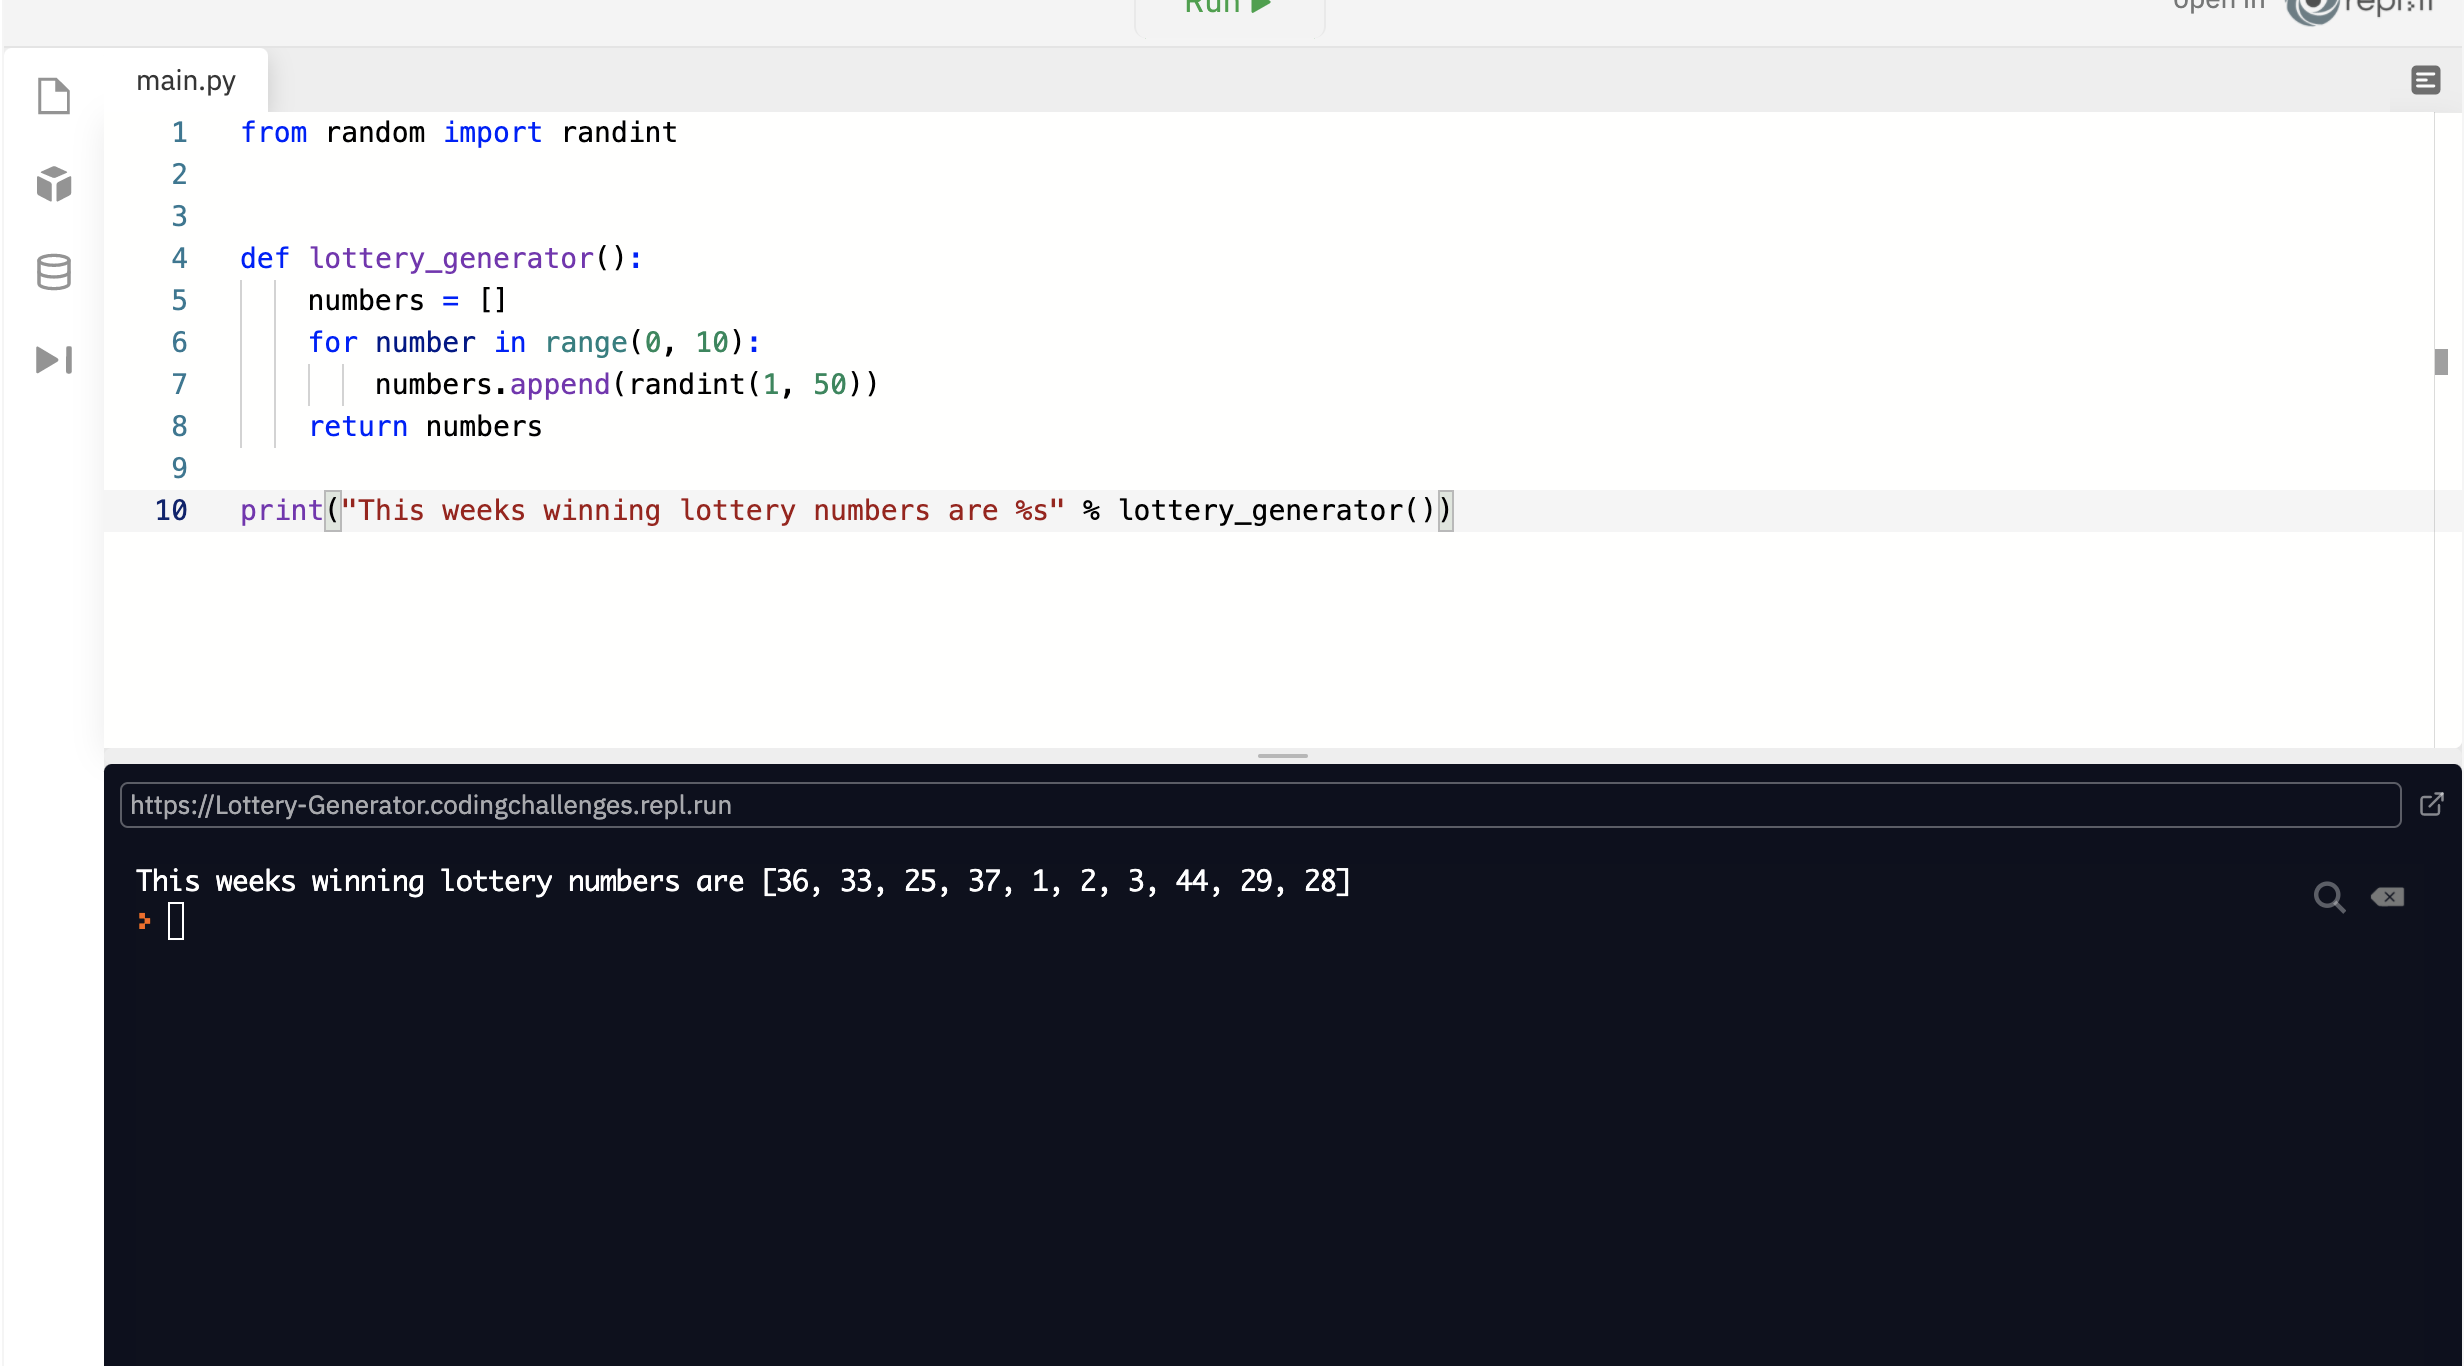 Run
open in repl.it
main.py
1 from random import randint
2
3
4 def lottery_generator():
5     numbers = []
6     for number in range(0, 10):
7         numbers.append(randint(1, 50))
8     return numbers
9
10 print("This weeks winning lottery numbers are %s" % lottery_generator())
https://Lottery-Generator.codingchallenges.repl.run
This weeks winning lottery numbers are [36, 33, 25, 37, 1, 2, 3, 44, 29, 28]